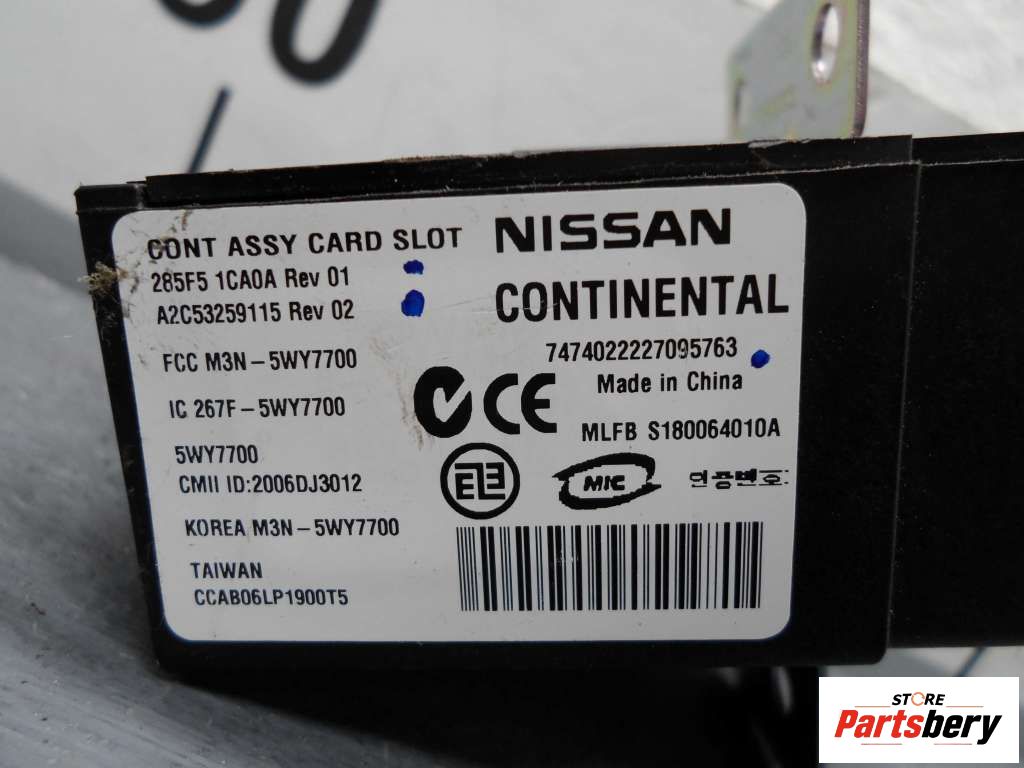 CONT ASSY CARD SLOT
285F5 1CA0A Rev 01
A2C53259115 Rev 02
NISSAN
CONTINENTAL
7474022227095763
Made in China
FCC M3N-5WY7700
IC 267F-5WY7700
CE
MLFB S180064010A
5WY7700
CMII ID:2006DJ3012
MIC
인증번호:
KOREA M3N-5WY7700
TAIWAN
CCAB06LP1900T5
STORE
Partsbery